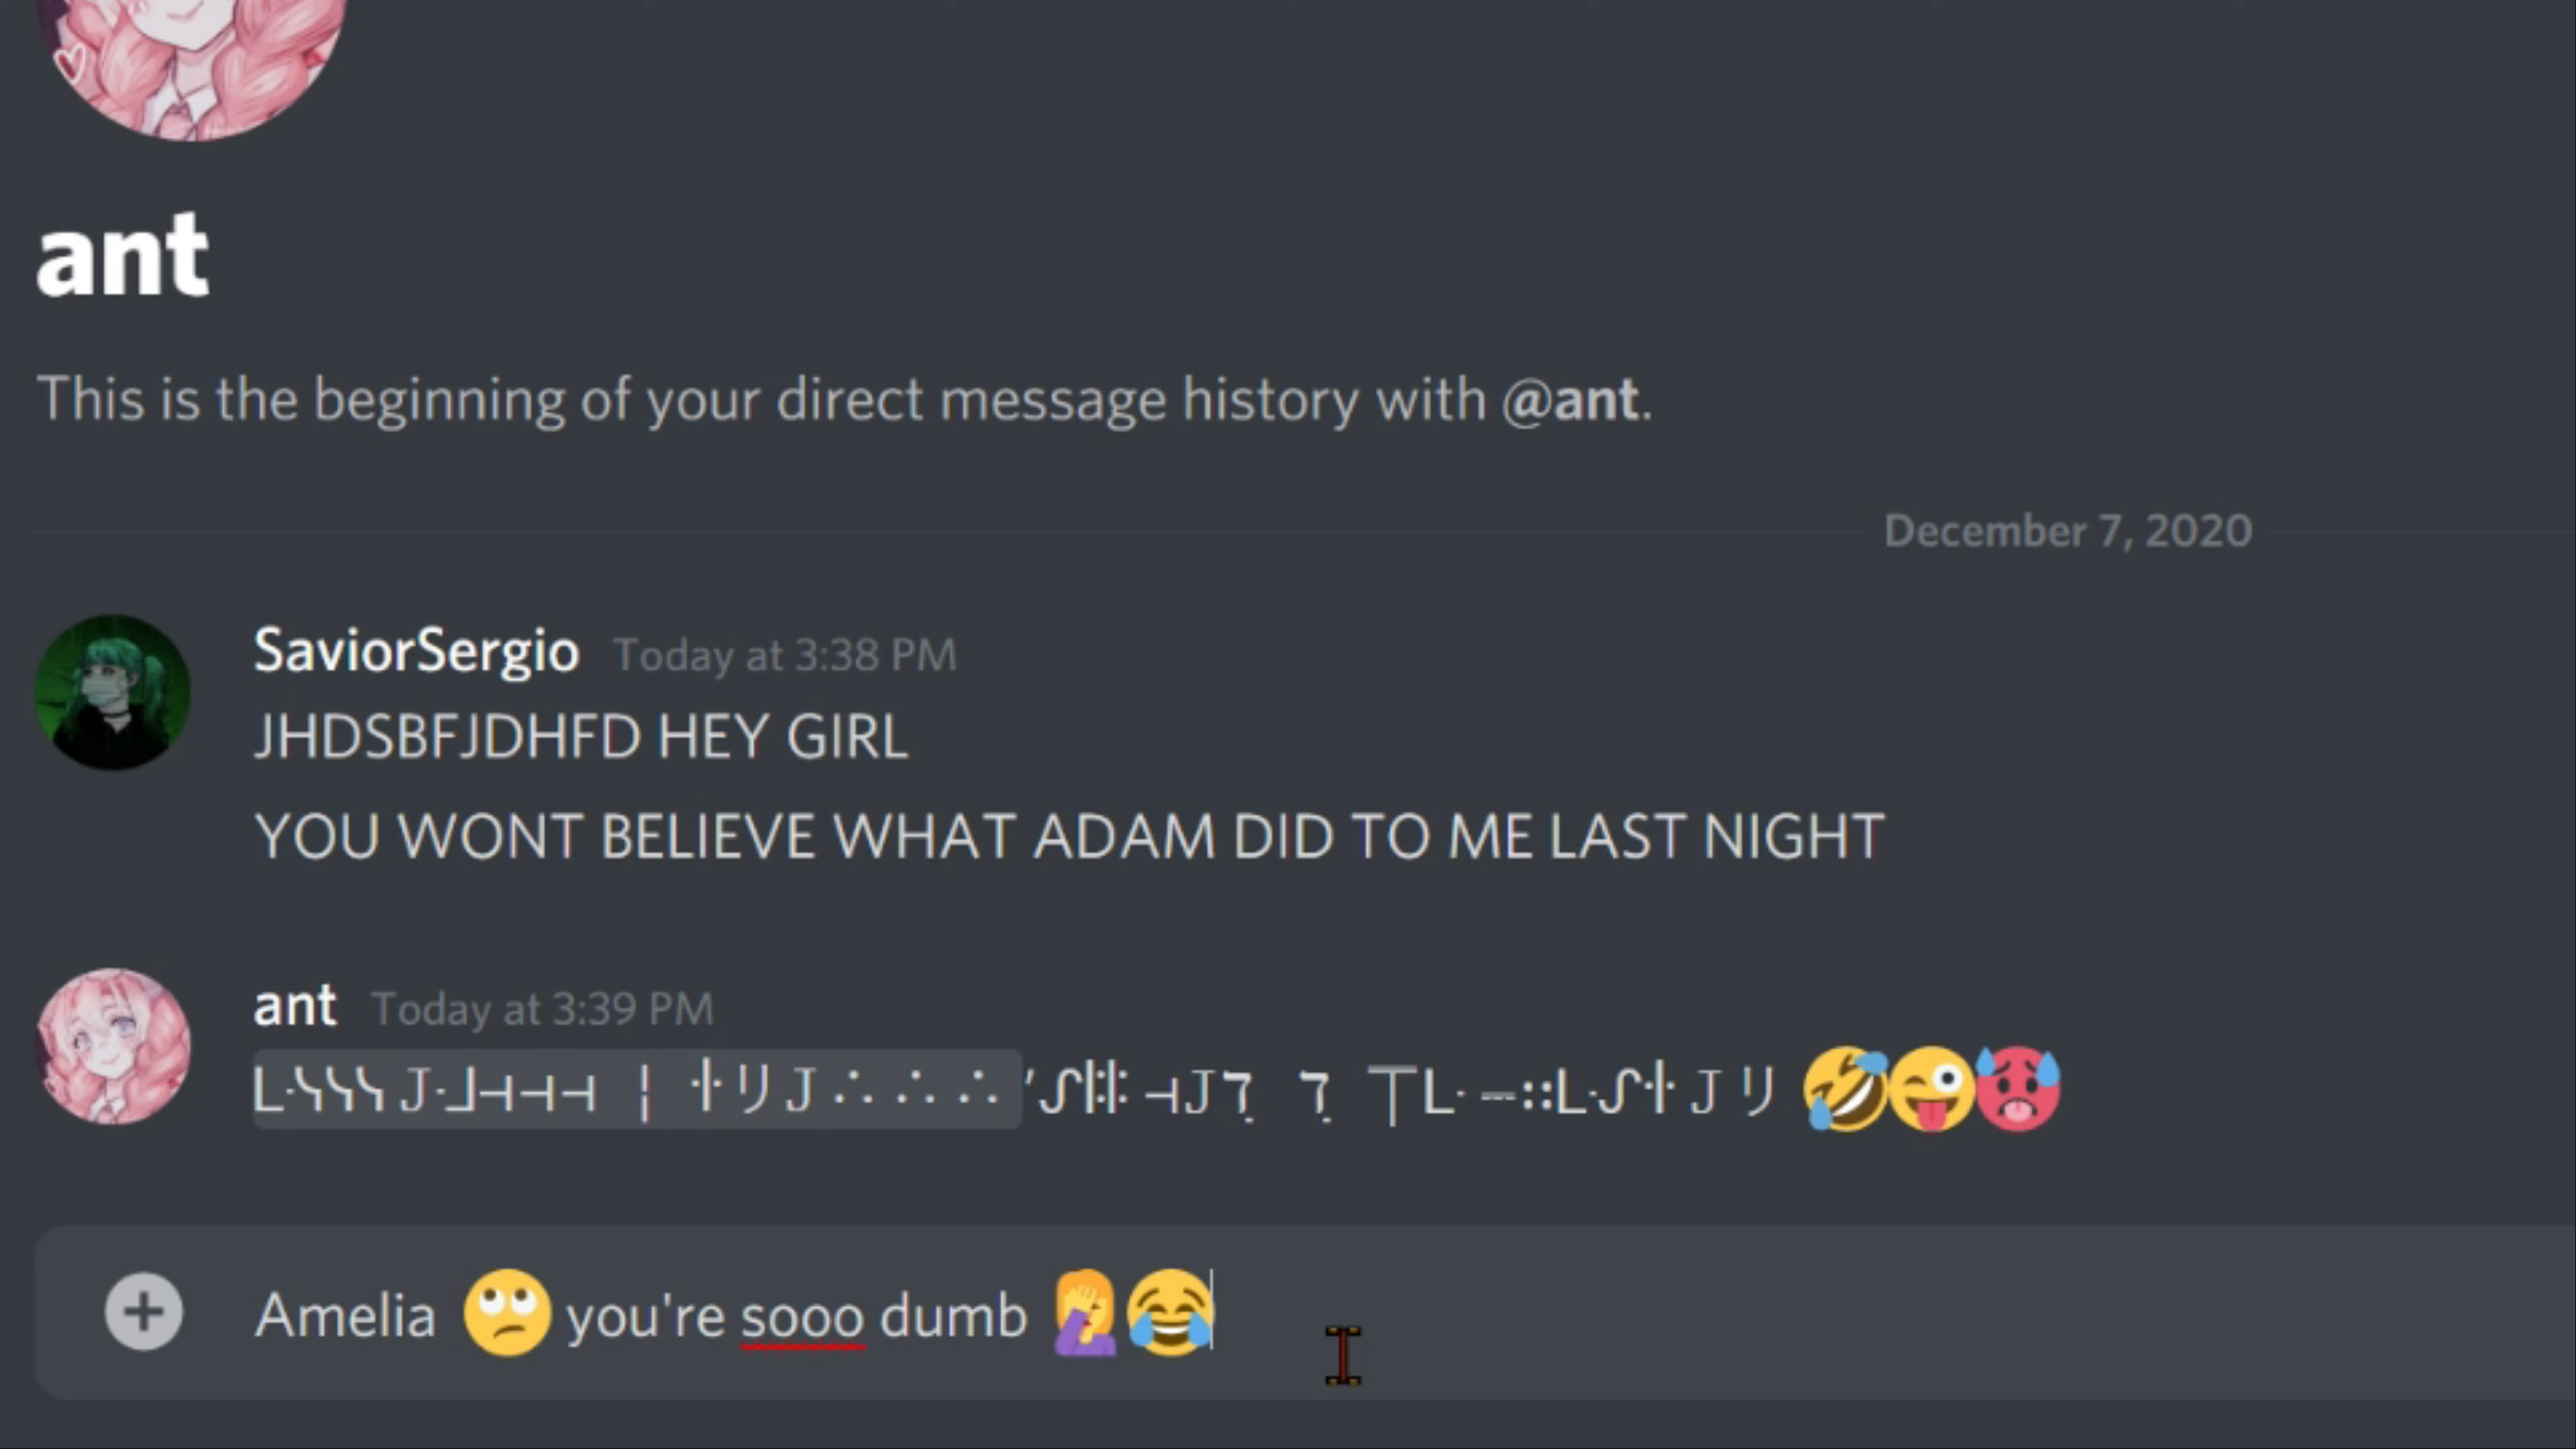 ant
This is the beginning of your direct message history with @ant.
December 7, 2020
SaviorSergio Today at 3:38 PM
JHDSBFJDHFD HEY GIRL
YOU WONT BELIEVE WHAT ADAM DID TO ME LAST NIGHT
ant Today at 3:39 PM
🤣😜🥵
Amelia 🙄 you're sooo dumb 🤦‍♀️😂